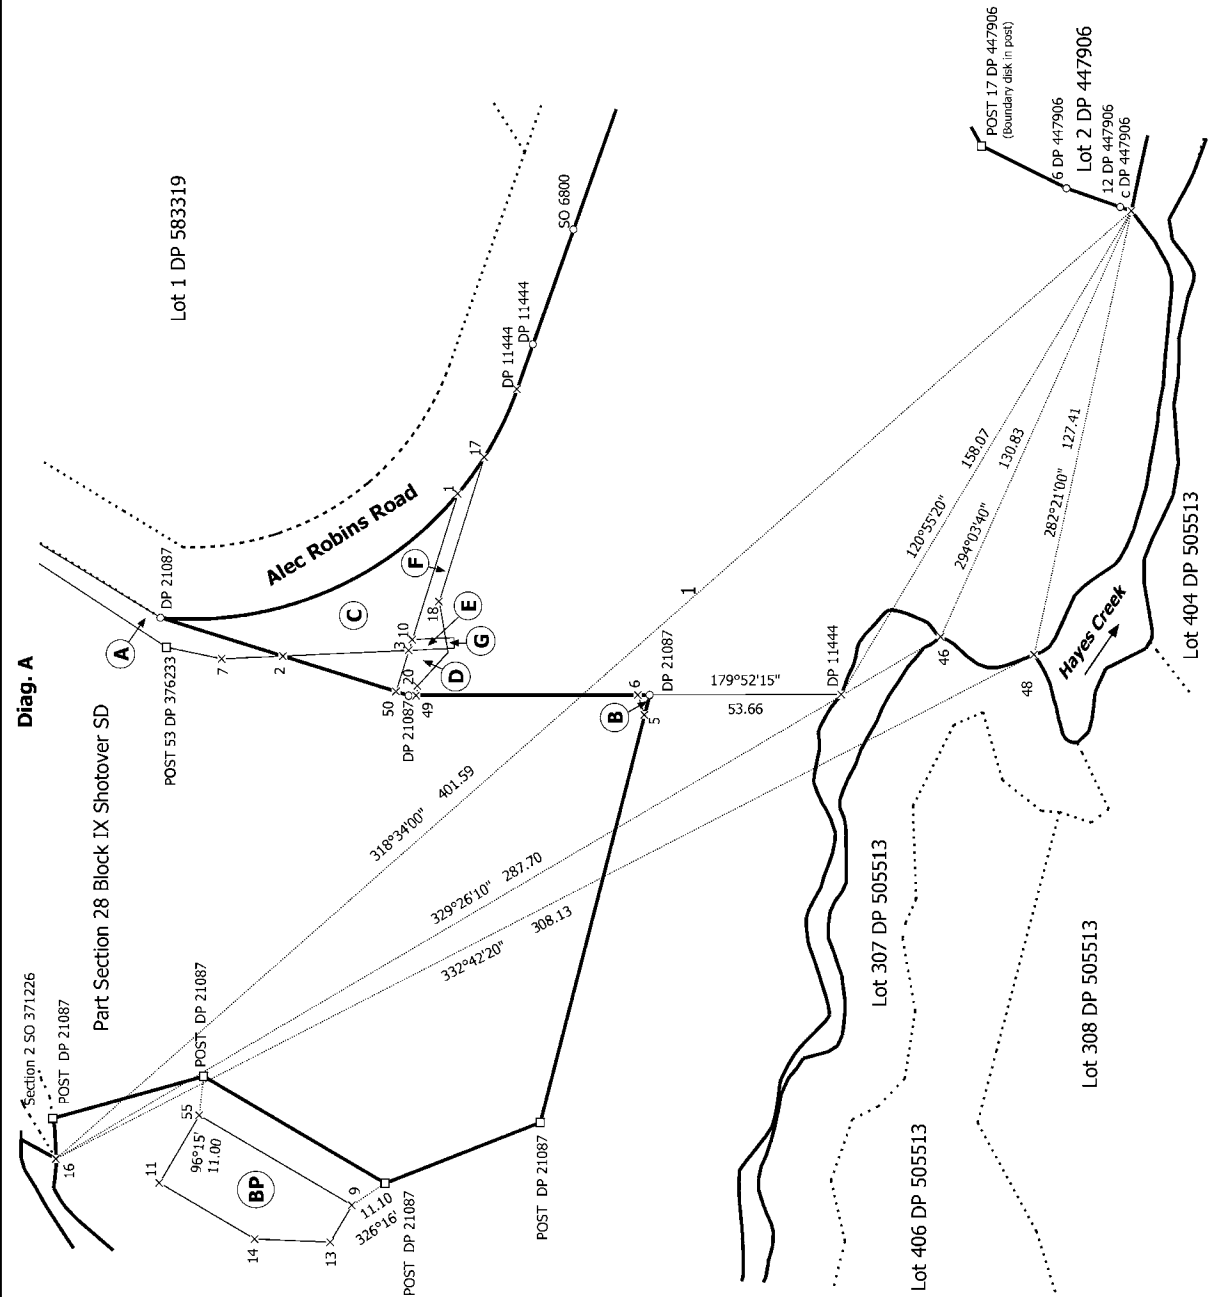 Diag. A
Section 2 SO 371226
POST DP 21087
16
Part Section 28 Block IX Shotover SD
POST DP 21087
55
96°15'
11.00
11
BP
14
13
9
11.10
326°16'
POST DP 21087
POST DP 21087
A
POST 53 DP 376233
DP 21087
7
2
C
Alec Robins Road
Lot 1 DP 583319
50
DP 21087
49
20
3
10
D
G
E
18
F
1
17
DP 11444
DP 11444
SO 6800
B
5
6
DP 21087
179°52'15"
53.66
DP 11444
1
318°34'00" 401.59
329°26'10" 287.70
332°42'20" 308.13
120°55'20" 158.07
294°03'40" 130.83
282°21'00" 127.41
46
48
Hayes Creek
POST 17 DP 447906
(Boundary disk in post)
6 DP 447906
Lot 2 DP 447906
12 DP 447906
c DP 447906
Lot 404 DP 505513
Lot 307 DP 505513
Lot 308 DP 505513
Lot 406 DP 505513